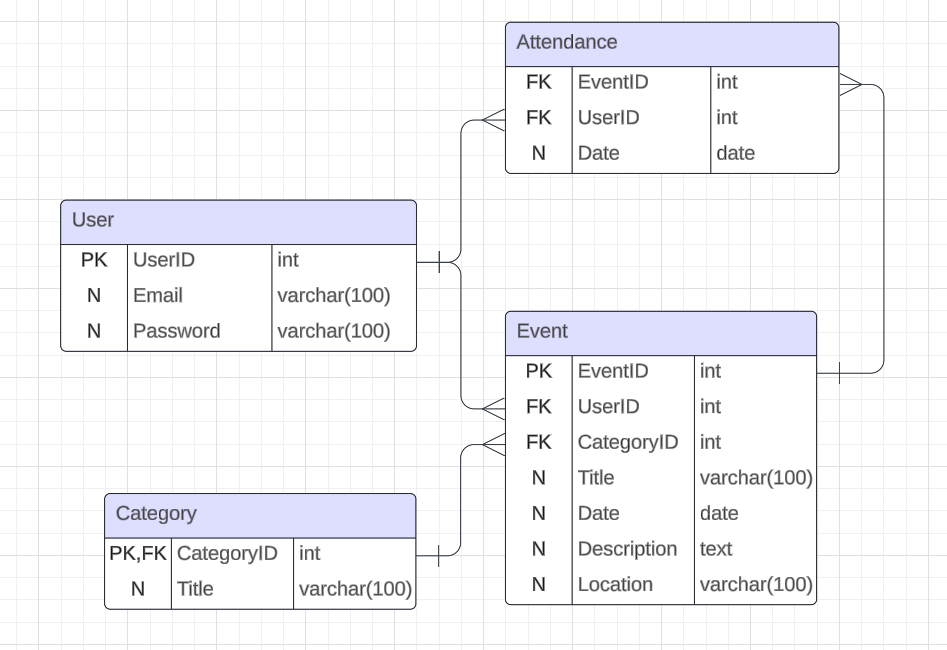 Attendance
FK EventID int
FK UserID int
N Date date
User
PK UserID int
N Email varchar(100)
N Password varchar(100)
Event
PK EventID int
FK UserID int
FK CategoryID int
N Title varchar(100)
N Date date
N Description text
N Location varchar(100)
Category
PK,FK CategoryID int
N Title varchar(100)